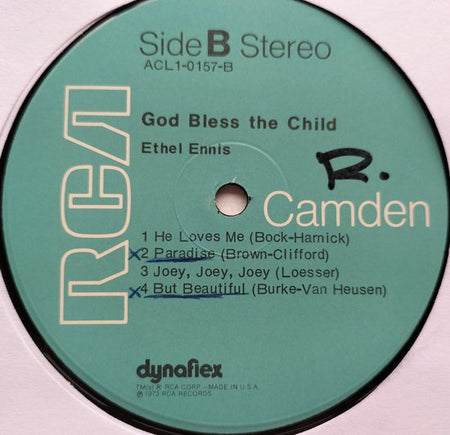 Side B Stereo
ACL1-0157-B
God Bless the Child
Ethel Ennis
R.
RCA
Camden
1 He Loves Me (Bock-Harnick)
x 2 Paradise (Brown-Clifford)
3 Joey, Joey, Joey (Loesser)
x 4 But Beautiful (Burke-Van Heusen)
dynaflex
TM(s) ® RCA CORP.—MADE IN U.S.A.
℗ 1973 RCA RECORDS